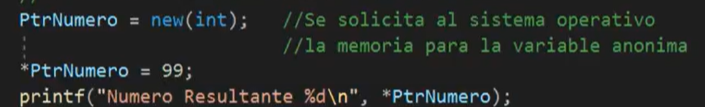 PtrNumero = new(int);   //Se solicita al sistema operativo
//la memoria para la variable anonima
*PtrNumero = 99;
printf("Numero Resultante %d\n", *PtrNumero);